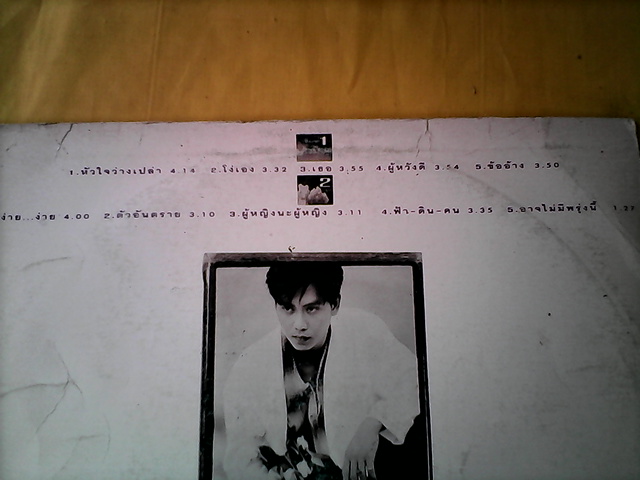 1
1.หัวใจว่างเปล่า 4.14 2.โง่เอง 3.32 3.เธอ 3.55 4.ผู้หวังดี 3.54 5.ข้ออ้าง 3.50
2
ง่าย...ง่าย 4.00 2.ตัวอันตราย 3.10 3.ผู้หญิงนะผู้หญิง 3.11 4.ฟ้า-ดิน-คน 3.35 5.อาจไม่มีพรุ่งนี้